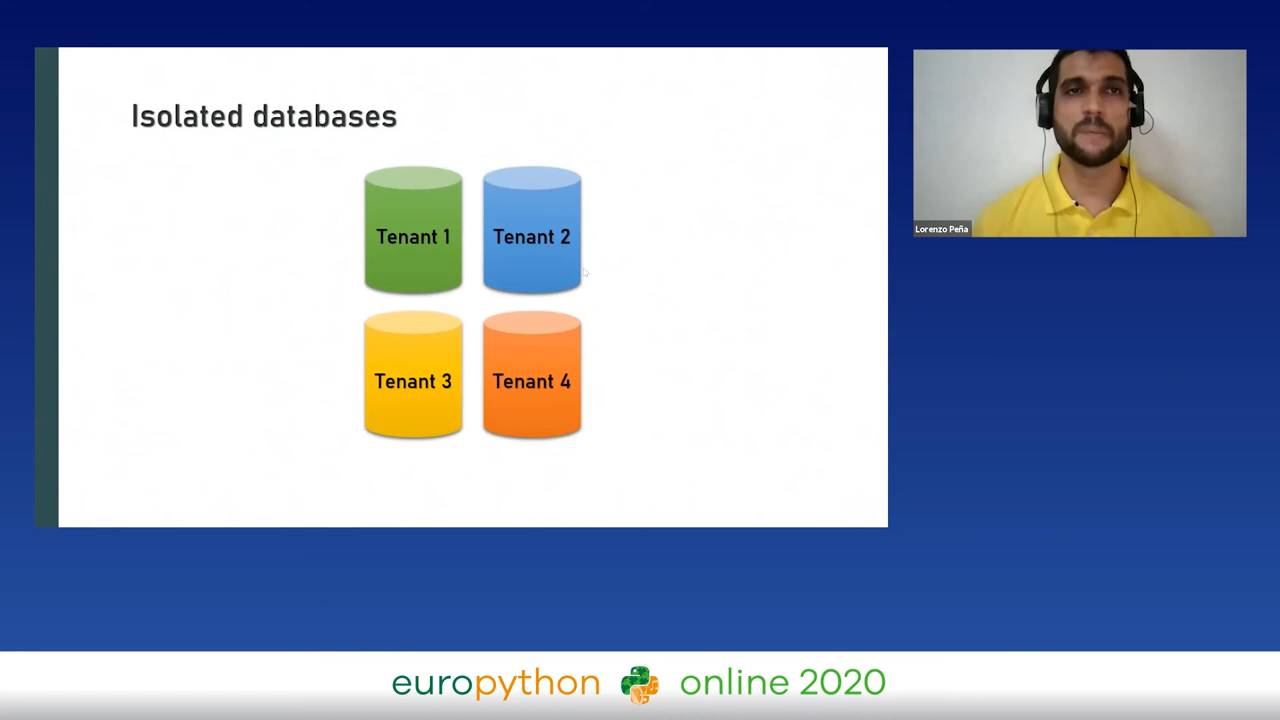 Isolated databases
Tenant 1
Tenant 2
Tenant 3
Tenant 4
Lorenzo Peña
europython online 2020